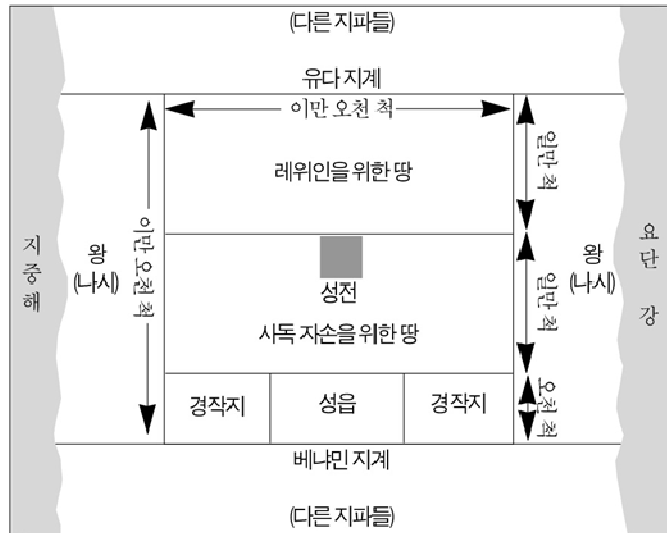 (다른 지파들)
유다 지계
이만 오천 척
레위인을 위한 땅
일만 척
이만 오천 척
지중해
왕
(나시)
성전
사독 자손을 위한 땅
일만 척
왕
(나시)
요단 강
경작지
성읍
경작지
오천 척
베냐민 지계
(다른 지파들)